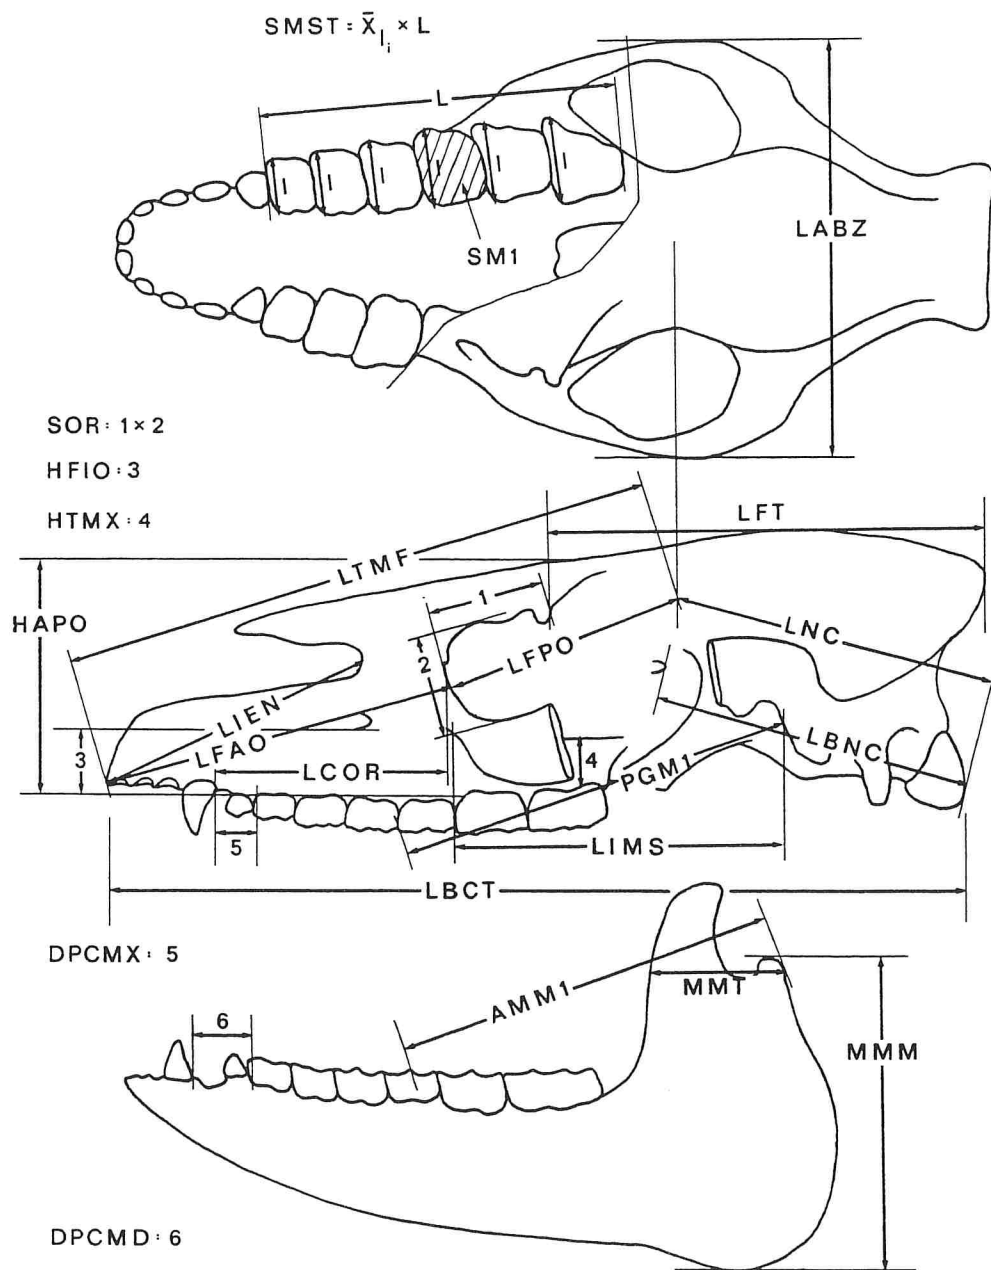 SMST: X̄ lᵢ × L
L
l l l l l l
LABZ
SM1
SOR: 1×2
HFIO: 3
HTMX: 4
LFT
LTMF
HAPO
1
LNC
2
LFPO
LIEN
LFAO
LBNC
3
4
LCOR
PGM1
5
LIMS
LBCT
DPCMX: 5
AMM1
MMT
6
MMM
DPCMD: 6